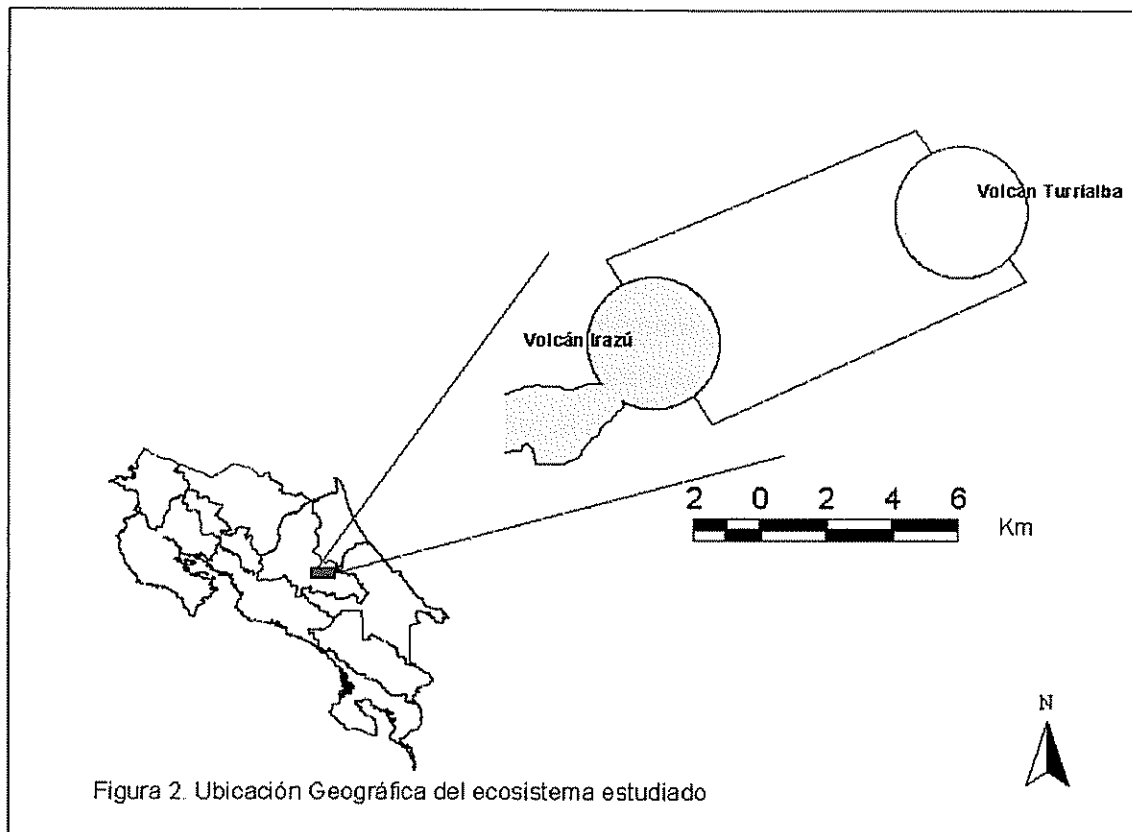 Volcán Turrialba
Volcán Irazú
2 0 2 4 6
Km
N
Figura 2. Ubicación Geográfica del ecosistema estudiado